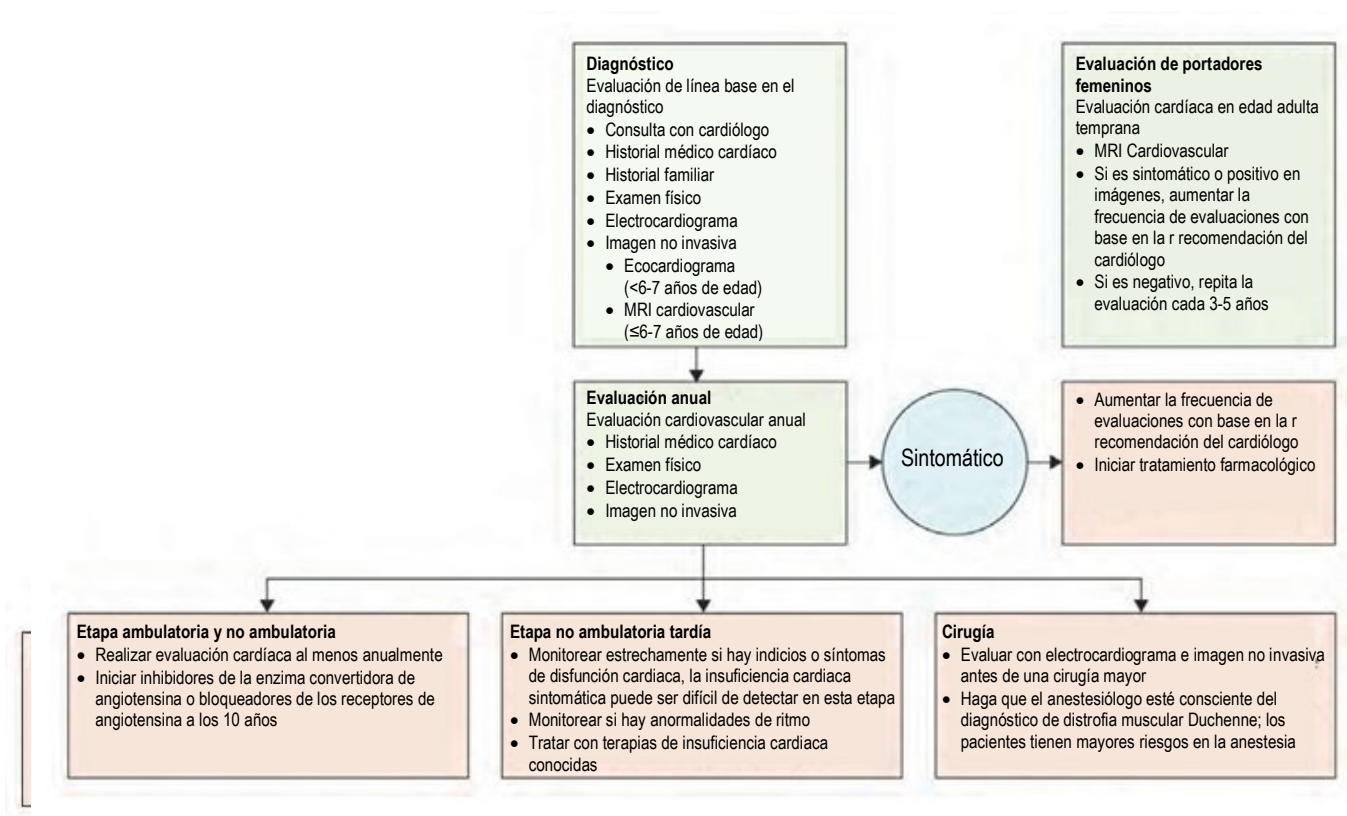 Diagnóstico
Evaluación de línea base en el
diagnóstico
• Consulta con cardiólogo
• Historial médico cardíaco
• Historial familiar
• Examen físico
• Electrocardiograma
• Imagen no invasiva
• Ecocardiograma
(<6-7 años de edad)
• MRI cardiovascular
(≤6-7 años de edad)
Evaluación de portadores
femeninos
Evaluación cardíaca en edad adulta
temprana
• MRI Cardiovascular
• Si es sintomático o positivo en
imágenes, aumentar la
frecuencia de evaluaciones con
base en la r recomendación del
cardiólogo
• Si es negativo, repita la
evaluación cada 3-5 años
Evaluación anual
Evaluación cardiovascular anual
• Historial médico cardíaco
• Examen físico
• Electrocardiograma
• Imagen no invasiva
Sintomático
• Aumentar la frecuencia de
evaluaciones con base en la r
recomendación del cardiólogo
• Iniciar tratamiento farmacológico
Etapa ambulatoria y no ambulatoria
• Realizar evaluación cardíaca al menos anualmente
• Iniciar inhibidores de la enzima convertidora de
angiotensina o bloqueadores de los receptores de
angiotensina a los 10 años
Etapa no ambulatoria tardía
• Monitorear estrechamente si hay indicios o síntomas
de disfunción cardiaca, la insuficiencia cardiaca
sintomática puede ser difícil de detectar en esta etapa
• Monitorear si hay anormalidades de ritmo
• Tratar con terapias de insuficiencia cardiaca
conocidas
Cirugía
• Evaluar con electrocardiograma e imagen no invasiva
antes de una cirugía mayor
• Haga que el anestesiólogo esté consciente del
diagnóstico de distrofia muscular Duchenne; los
pacientes tienen mayores riesgos en la anestesia